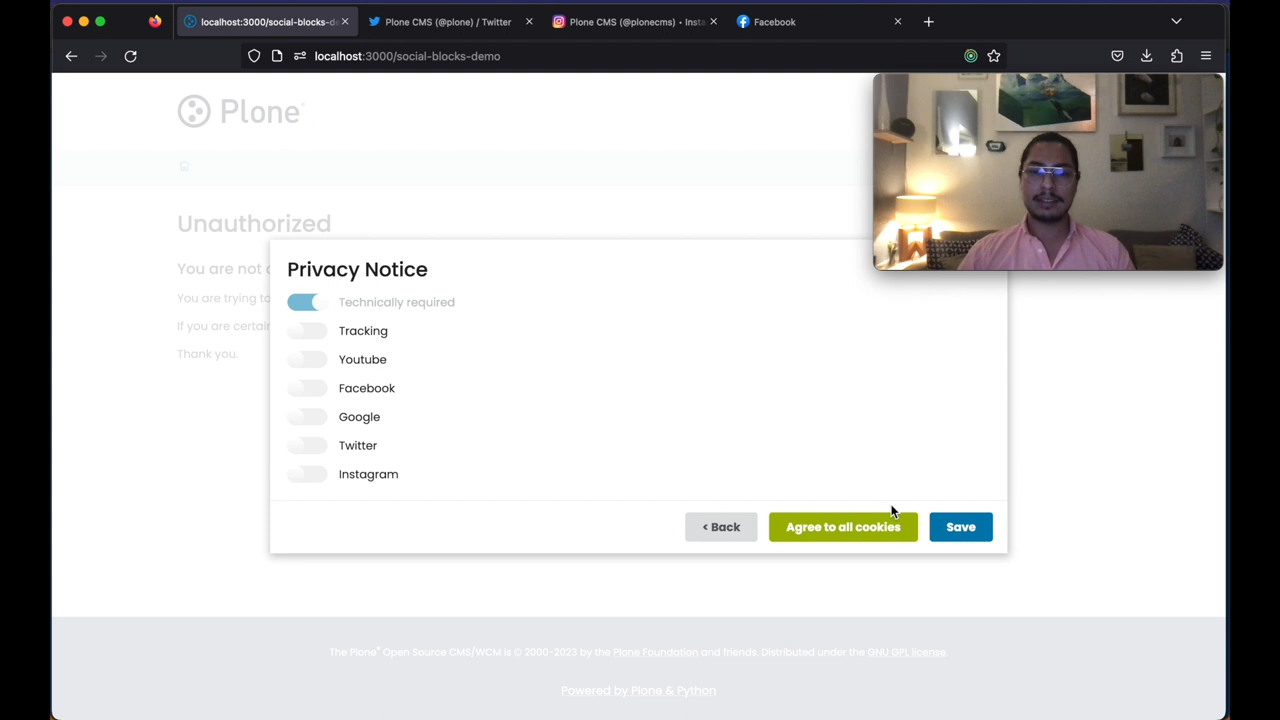 localhost:3000/social-blocks-d
Plone CMS (@plone) / Twitter
Plone CMS (@plonecms) • Insta
Facebook
localhost:3000/social-blocks-demo
Plone
Unauthorized
You are not
You are trying to
If you are certain
Thank you.
Privacy Notice
Technically required
Tracking
Youtube
Facebook
Google
Twitter
Instagram
< Back
Agree to all cookies
Save
The Plone® Open Source CMS/WCM is © 2000-2023 by the Plone Foundation and friends. Distributed under the GNU GPL license.
Powered by Plone & Python